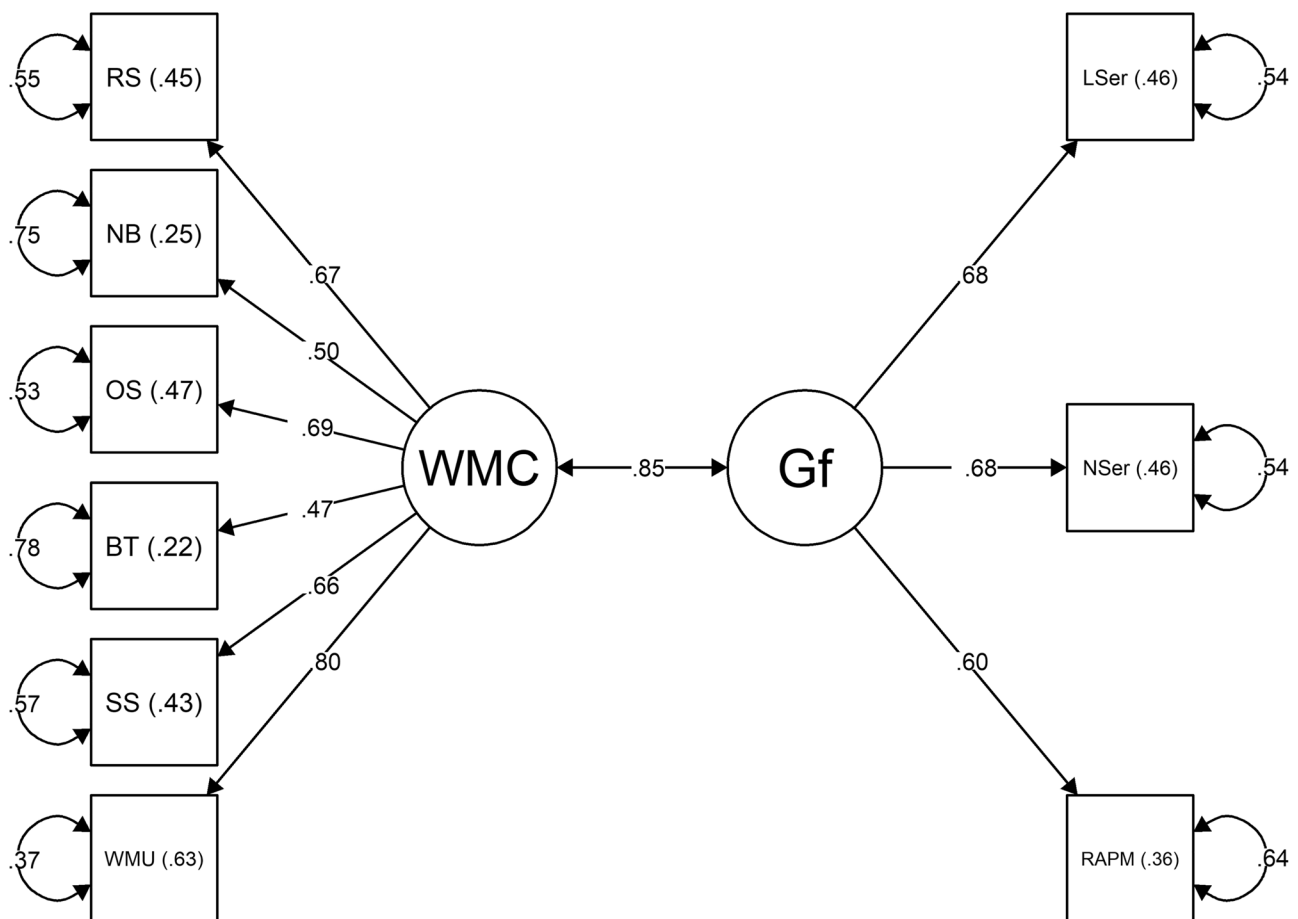 .55
RS (.45)
.75
NB (.25)
.53
OS (.47)
.78
BT (.22)
.57
SS (.43)
.37
WMU (.63)
.67
.50
.69
.47
.66
.80
WMC
.85
Gf
.68
.68
.60
LSer (.46)
.54
NSer (.46)
.54
RAPM (.36)
.64